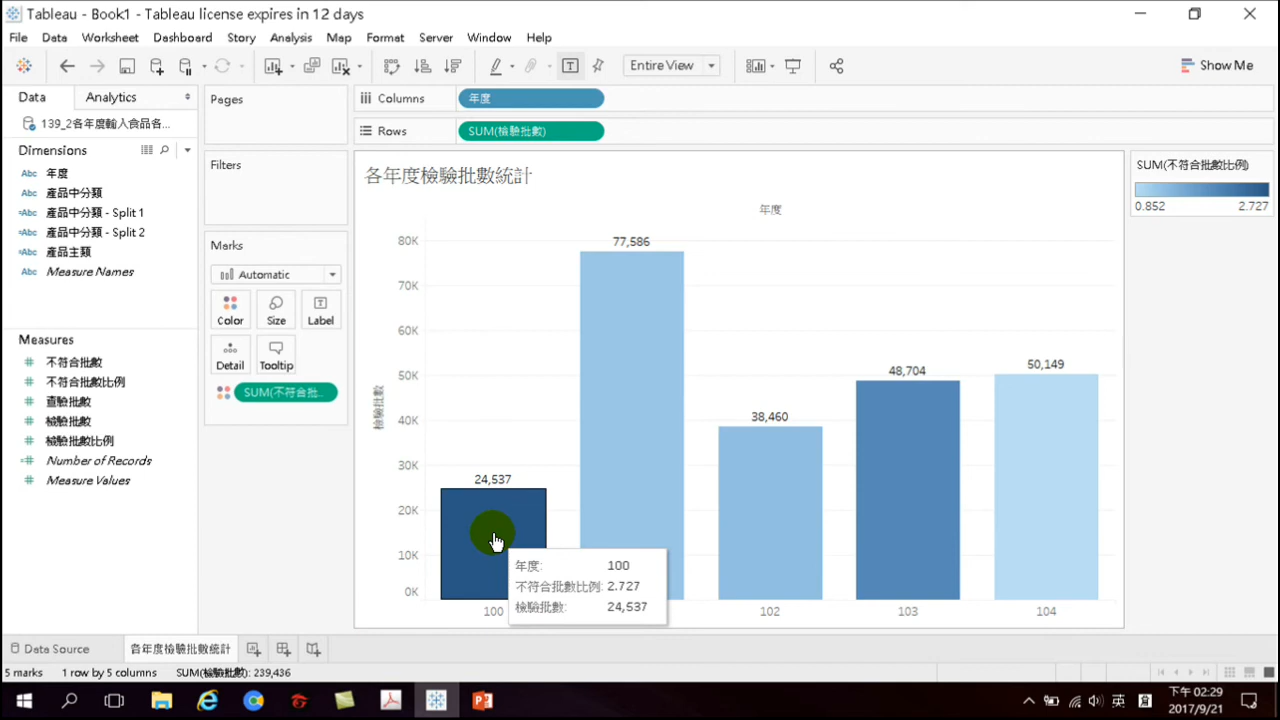 Tableau - Book1 - Tableau license expires in 12 days
File Data Worksheet Dashboard Story Analysis Map Format Server Window Help
Entire View
Show Me
Data Analytics
139_2各年度輸入食品各...
Dimensions
Abc 年度
Abc 產品中分類
=Abc 產品中分類 - Split 1
=Abc 產品中分類 - Split 2
=Abc 產品主類
Abc Measure Names
Measures
# 不符合批數
# 不符合批數比例
# 查驗批數
# 檢驗批數
# 檢驗批數比例
=# Number of Records
# Measure Values
Pages
Filters
Marks
Automatic
Color Size Label
Detail Tooltip
SUM(不符合批..
Columns 年度
Rows SUM(檢驗批數)
各年度檢驗批數統計
年度
檢驗批數
80K
70K
60K
50K
40K
30K
20K
10K
0K
24,537
77,586
38,460
48,704
50,149
100 102 103 104
年度: 100
不符合批數比例: 2.727
檢驗批數: 24,537
SUM(不符合批數比例)
0.852 2.727
Data Source 各年度檢驗批數統計
5 marks 1 row by 5 columns SUM(檢驗批數): 239,436
英
下午 02:29
2017/9/21